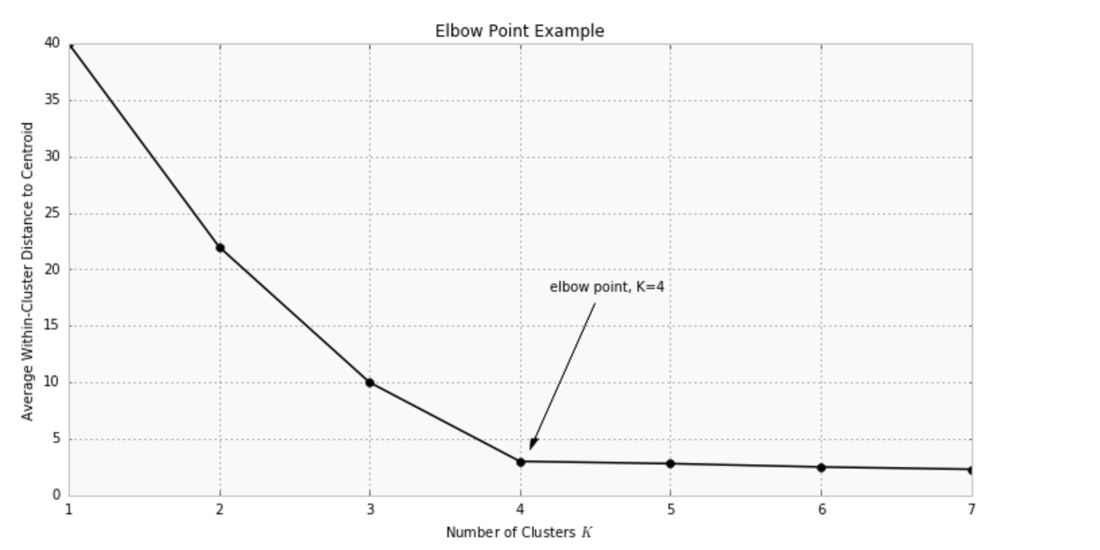 Elbow Point Example
Average Within-Cluster Distance to Centroid
40
35
30
25
20
15
10
5
0
elbow point, K=4
1 2 3 4 5 6 7
Number of Clusters K